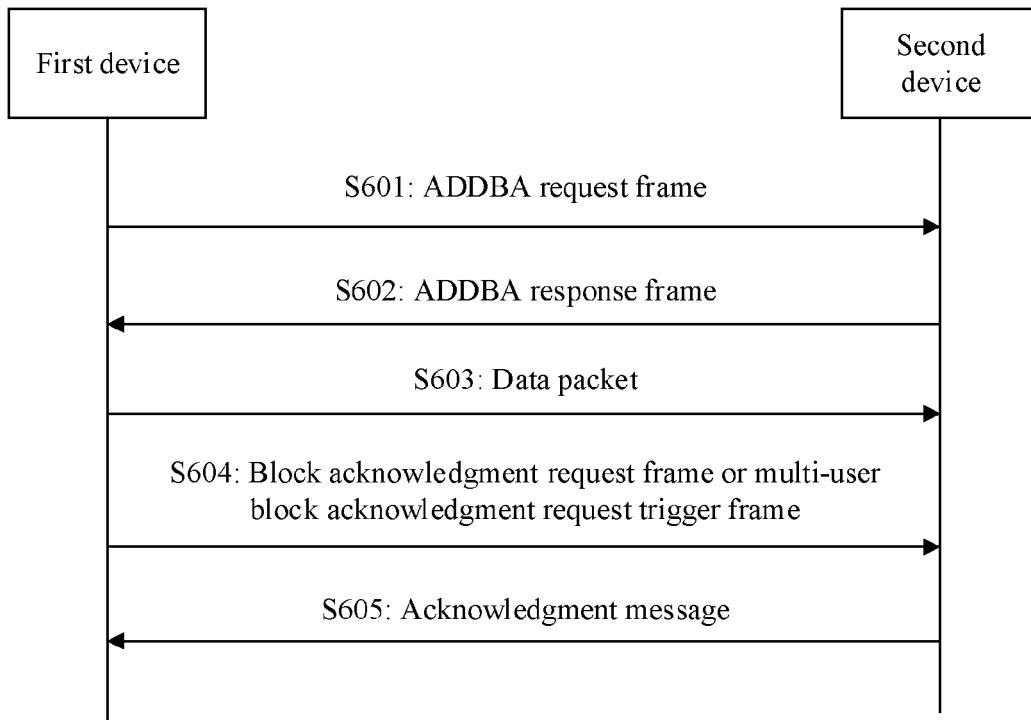 First device
Second
device
S601: ADDBA request frame
S602: ADDBA response frame
S603: Data packet
S604: Block acknowledgment request frame or multi-user
block acknowledgment request trigger frame
S605: Acknowledgment message